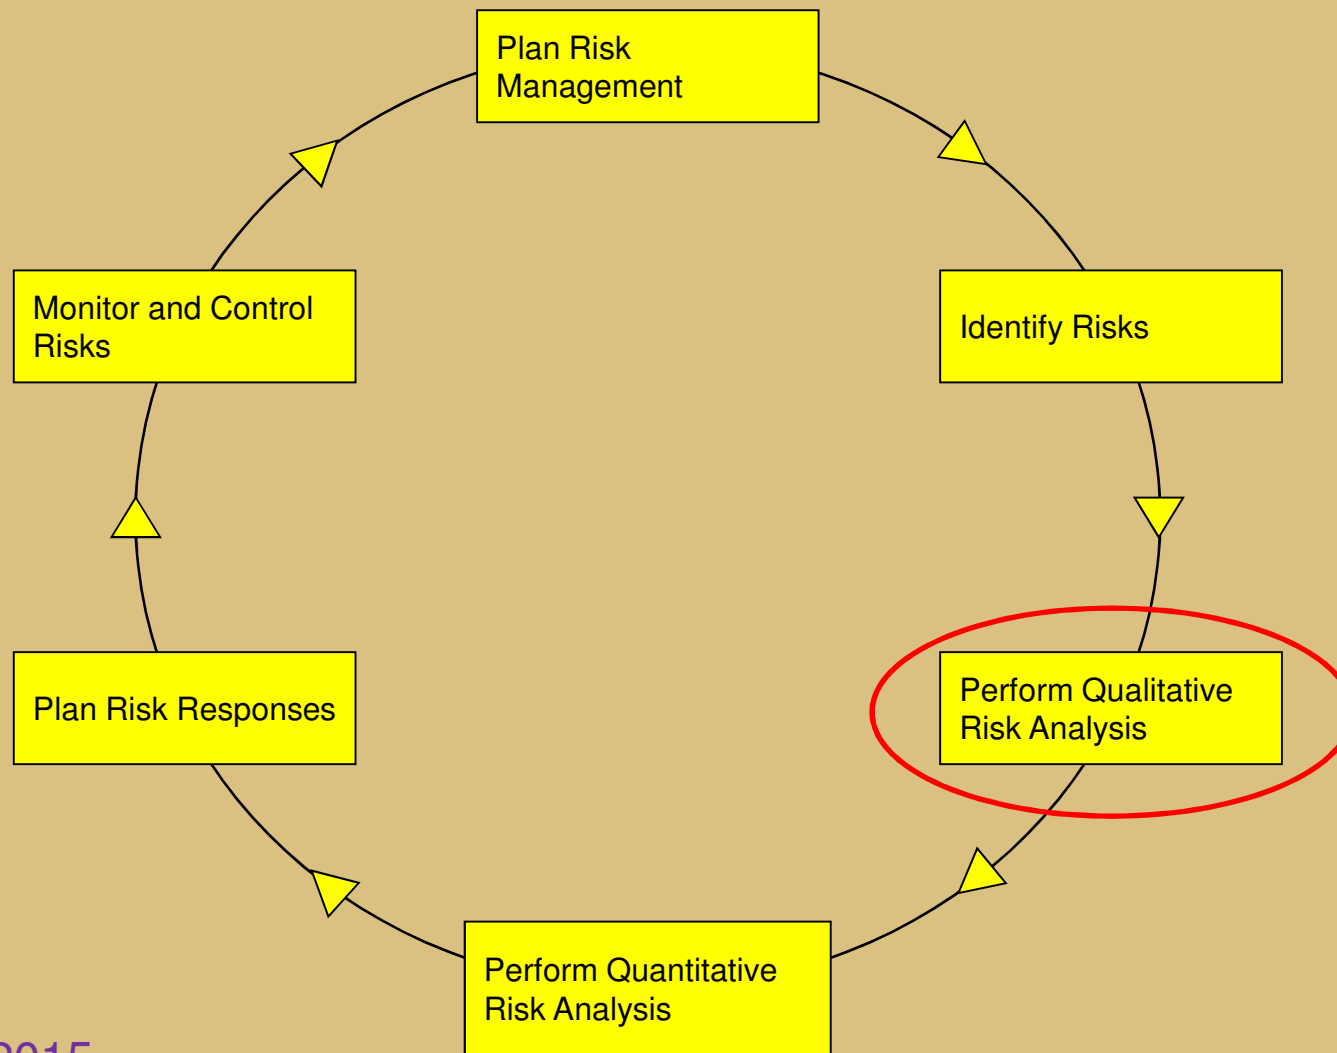 Plan Risk
Management
Identify Risks
Perform Qualitative
Risk Analysis
Perform Quantitative
Risk Analysis
Plan Risk Responses
Monitor and Control
Risks
2015